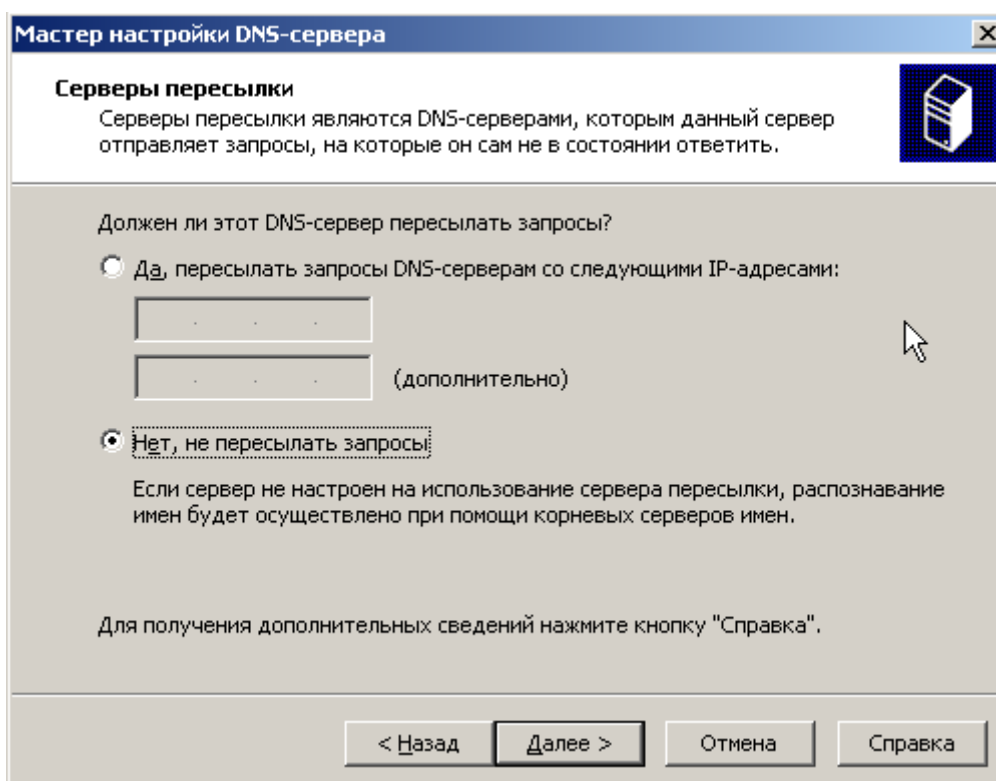 Мастер настройки DNS-сервера
Серверы пересылки
Серверы пересылки являются DNS-серверами, которым данный сервер
отправляет запросы, на которые он сам не в состоянии ответить.
Должен ли этот DNS-сервер пересылать запросы?
Да, пересылать запросы DNS-серверам со следующими IP-адресами:
(дополнительно)
Нет, не пересылать запросы
Если сервер не настроен на использование сервера пересылки, распознавание
имен будет осуществлено при помощи корневых серверов имен.
Для получения дополнительных сведений нажмите кнопку "Справка".
< Назад Далее > Отмена Справка